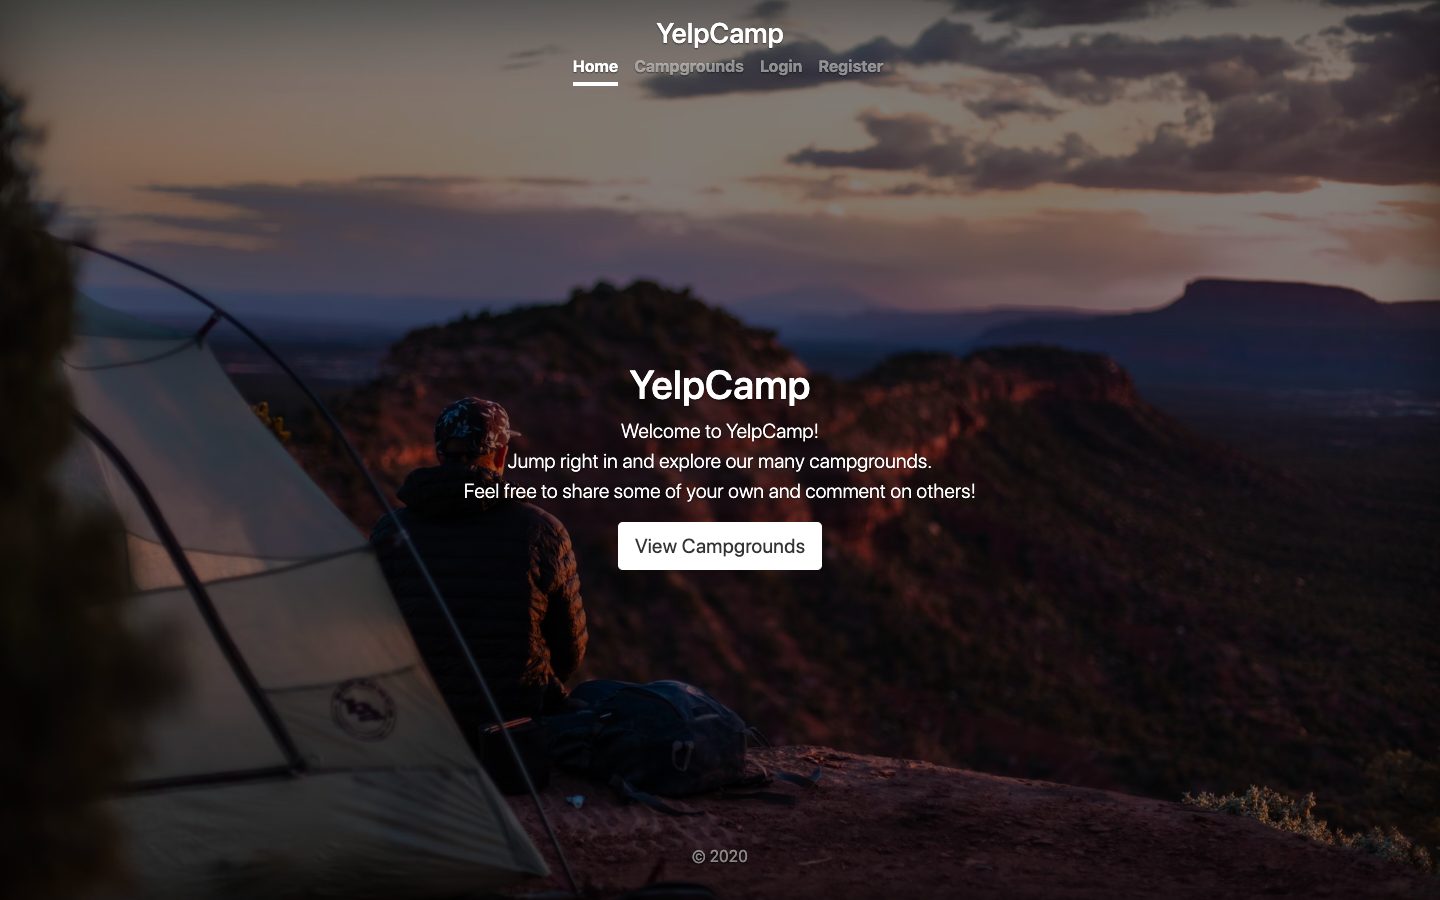 YelpCamp
Home Campgrounds Login Register
YelpCamp
Welcome to YelpCamp!
Jump right in and explore our many campgrounds.
Feel free to share some of your own and comment on others!
View Campgrounds
© 2020